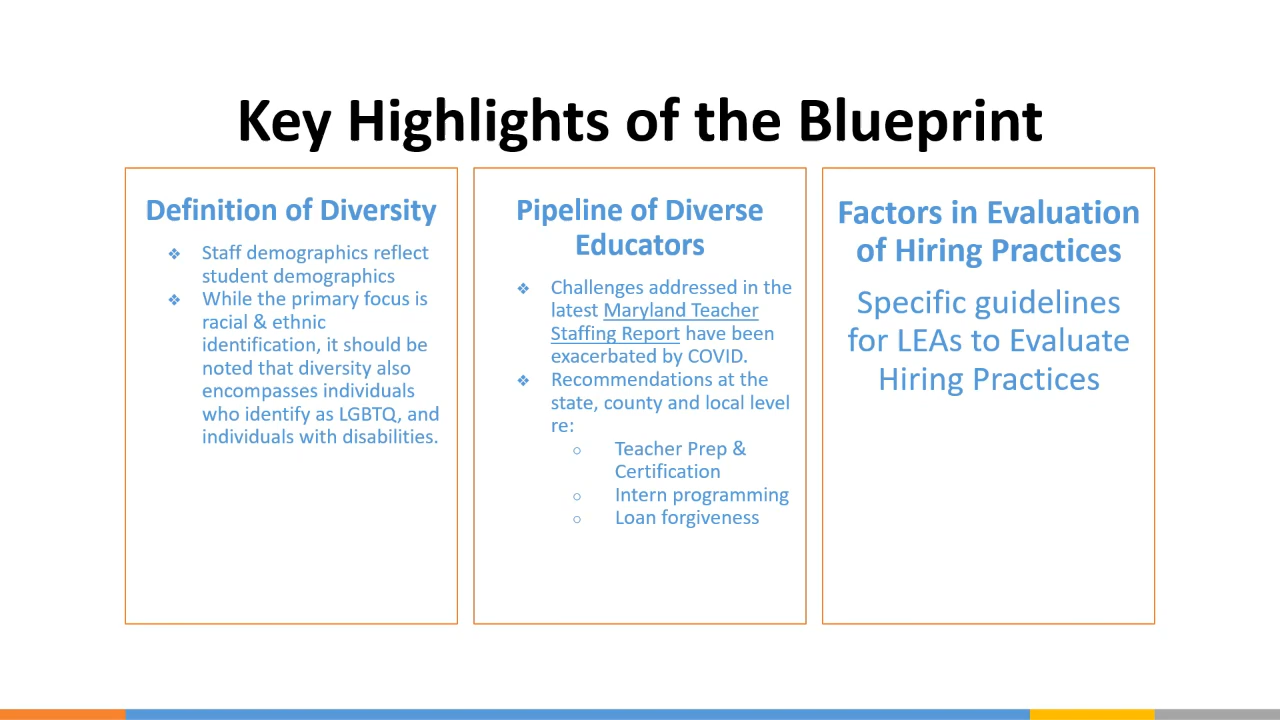 Key Highlights of the Blueprint
Definition of Diversity
❖ Staff demographics reflect
student demographics
❖ While the primary focus is
racial & ethnic
identification, it should be
noted that diversity also
encompasses individuals
who identify as LGBTQ, and
individuals with disabilities.
Pipeline of Diverse
Educators
❖ Challenges addressed in the
latest Maryland Teacher
Staffing Report have been
exacerbated by COVID.
❖ Recommendations at the
state, county and local level
re:
○ Teacher Prep &
Certification
○ Intern programming
○ Loan forgiveness
Factors in Evaluation
of Hiring Practices
Specific guidelines
for LEAs to Evaluate
Hiring Practices